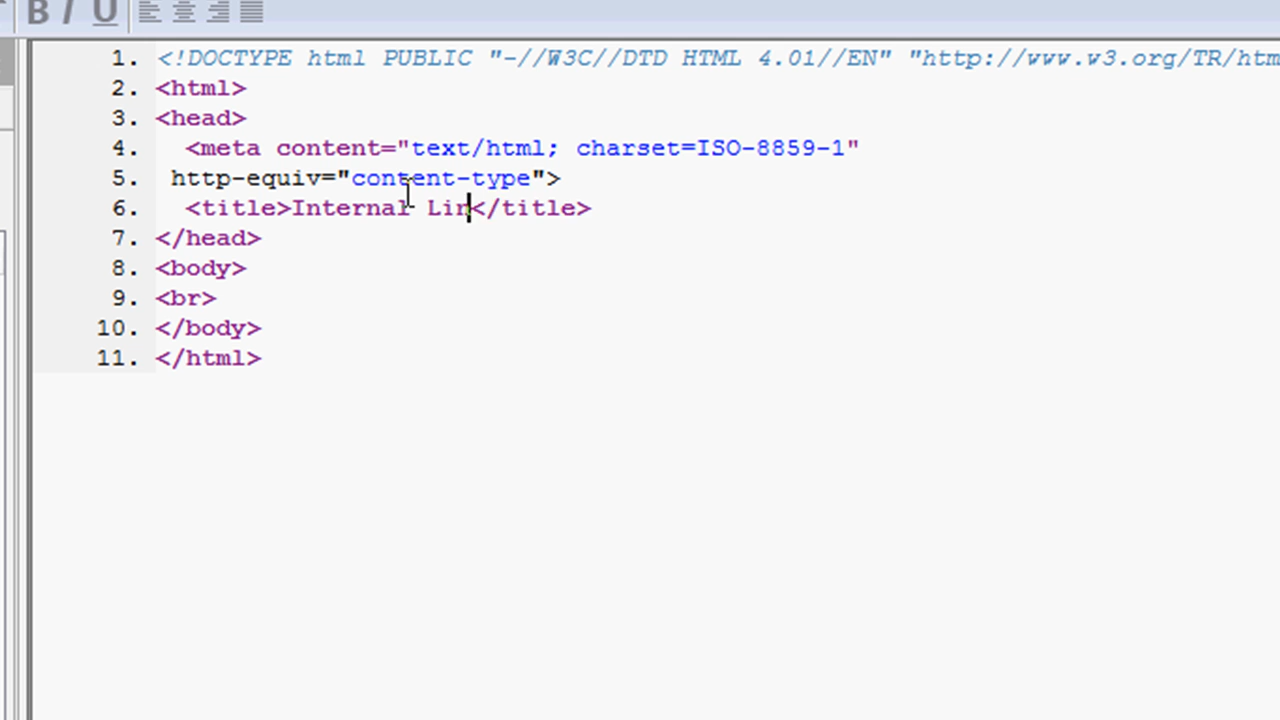 B I U
1. <!DOCTYPE html PUBLIC "-//W3C//DTD HTML 4.01//EN" "http://www.w3.org/TR/htm
2. <html>
3. <head>
4. <meta content="text/html; charset=ISO-8859-1"
5. http-equiv="content-type">
6. <title>Internal Lin</title>
7. </head>
8. <body>
9. <br>
10. </body>
11. </html>